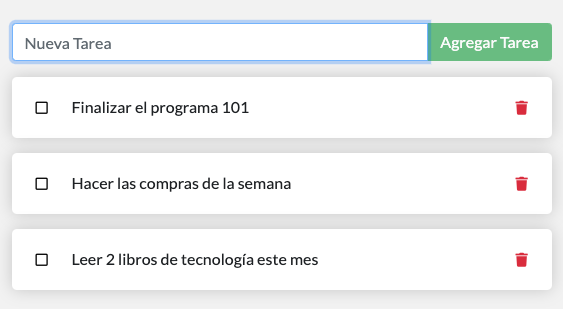 Nueva Tarea
Agregar Tarea
Finalizar el programa 101
Hacer las compras de la semana
Leer 2 libros de tecnología este mes